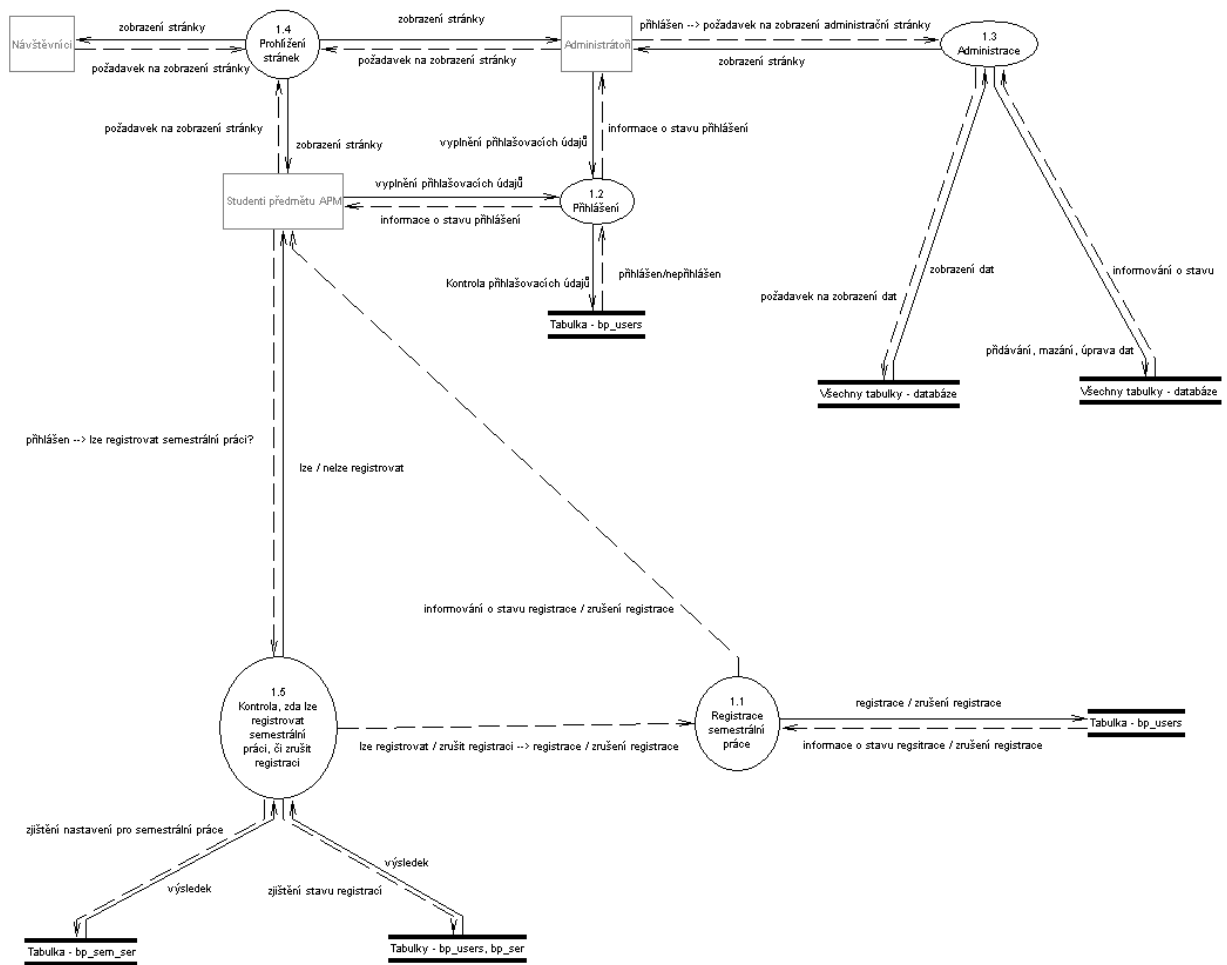 zobrazení stránky
Návštěvníci
požadavek na zobrazení stránky
1.4
Prohlížení
stránek
zobrazení stránky
požadavek na zobrazení stránky
Administrátoři
přihlášen --> požadavek na zobrazení administrační stránky
zobrazení stránky
1.3
Administrace
požadavek na zobrazení stránky
zobrazení stránky
vyplnění přihlašovacích údajů
informace o stavu přihlášení
Studenti předmětu APM
vyplnění přihlašovacích údajů
informace o stavu přihlášení
1.2
Přihlášení
Kontrola přihlašovacích údajů
přihlášen/nepřihlášen
Tabulka - bp_users
zobrazení dat
požadavek na zobrazení dat
informování o stavu
přidávání, mazání, úprava dat
Všechny tabulky - databáze
Všechny tabulky - databáze
přihlášen --> lze registrovat semestrální práci?
lze / nelze registrovat
informování o stavu registrace / zrušení registrace
1.5
Kontrola, zda lze
registrovat
semestrální
práci, či zrušit
registraci
lze registrovat / zrušit registraci --> registrace / zrušení registrace
1.1
Registrace
semestrální
práce
registrace / zrušení registrace
informace o stavu regsitrace / zrušení registrace
Tabulka - bp_users
zjištění nastavení pro semestrální práce
výsledek
výsledek
zjištění stavu registrací
Tabulka - bp_sem_ser
Tabulky - bp_users, bp_ser